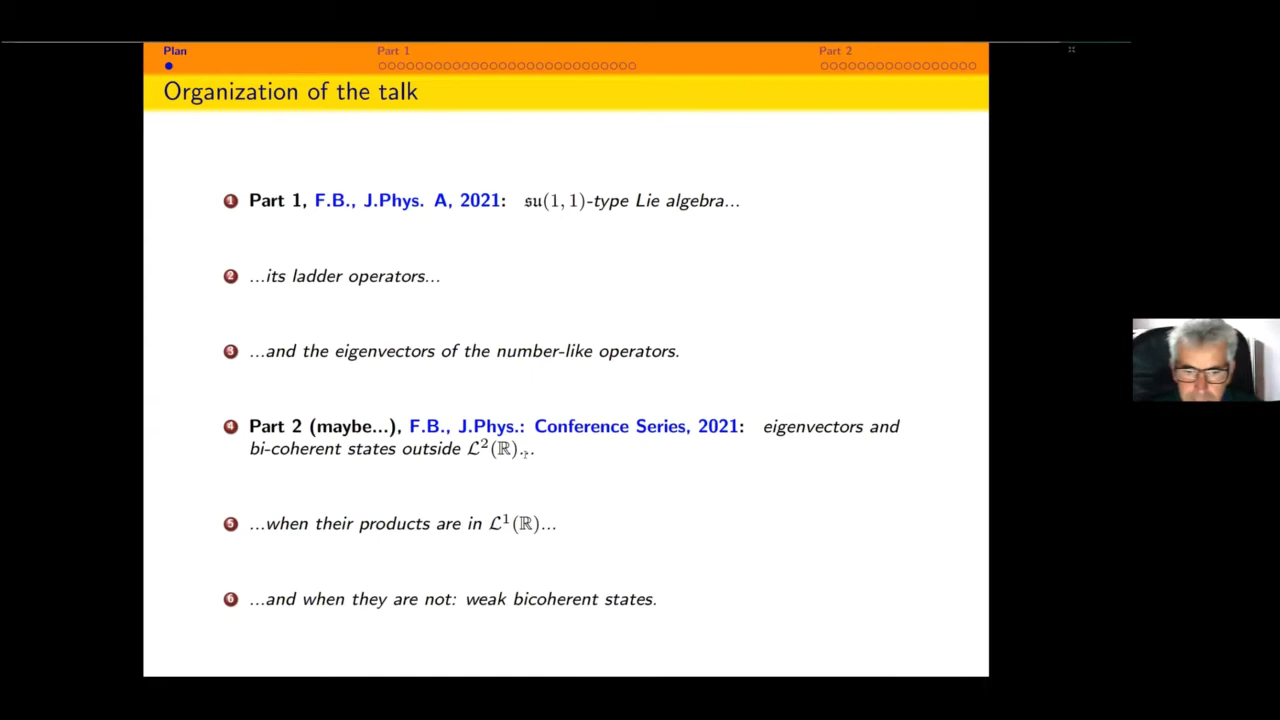 Plan Part 1 Part 2
Organization of the talk
1 Part 1, F.B., J.Phys. A, 2021: 𝔰𝔲(1, 1)-type Lie algebra...
2 ...its ladder operators...
3 ...and the eigenvectors of the number-like operators.
4 Part 2 (maybe...), F.B., J.Phys.: Conference Series, 2021: eigenvectors and
bi-coherent states outside ℒ²(ℝ)...
5 ...when their products are in ℒ¹(ℝ)...
6 ...and when they are not: weak bicoherent states.